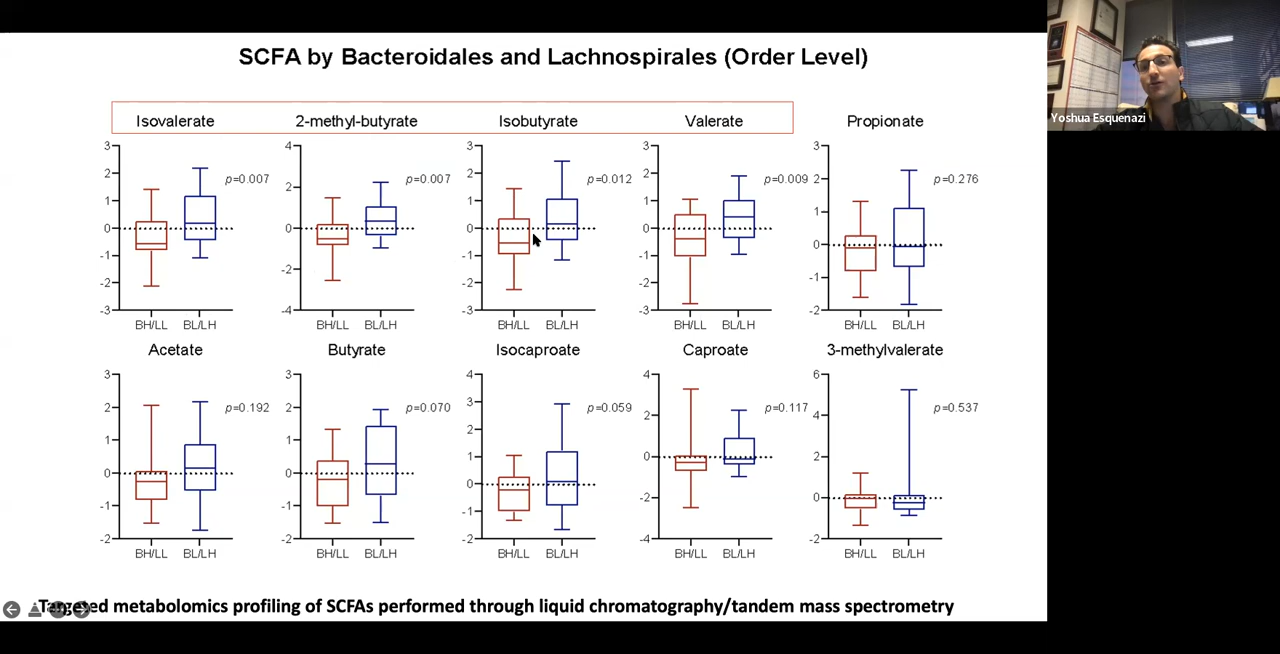 SCFA by Bacteroidales and Lachnospirales (Order Level)
Isovalerate 2-methyl-butyrate Isobutyrate Valerate Propionate
3 4 3 3 3
2 2 2 2 2
1 0 1 1 1
0 -2 0 0 0
-1 -4 -1 -1 -1
-2 -2 -2 -2
-3 -3 -3
p=0.007 p=0.007 p=0.012 p=0.009 p=0.276
BH/LL BL/LH BH/LL BL/LH BH/LL BL/LH BH/LL BL/LH BH/LL BL/LH
Acetate Butyrate Isocaproate Caproate 3-methylvalerate
3 3 4 4 6
2 2 3 2 4
1 1 2 0 2
0 0 1 -2 0
-1 -1 0 -4 -2
-2 -2 -1
-2
p=0.192 p=0.070 p=0.059 p=0.117 p=0.537
BH/LL BL/LH BH/LL BL/LH BH/LL BL/LH BH/LL BL/LH BH/LL BL/LH
Targeted metabolomics profiling of SCFAs performed through liquid chromatography/tandem mass spectrometry
Yoshua Esquenazi